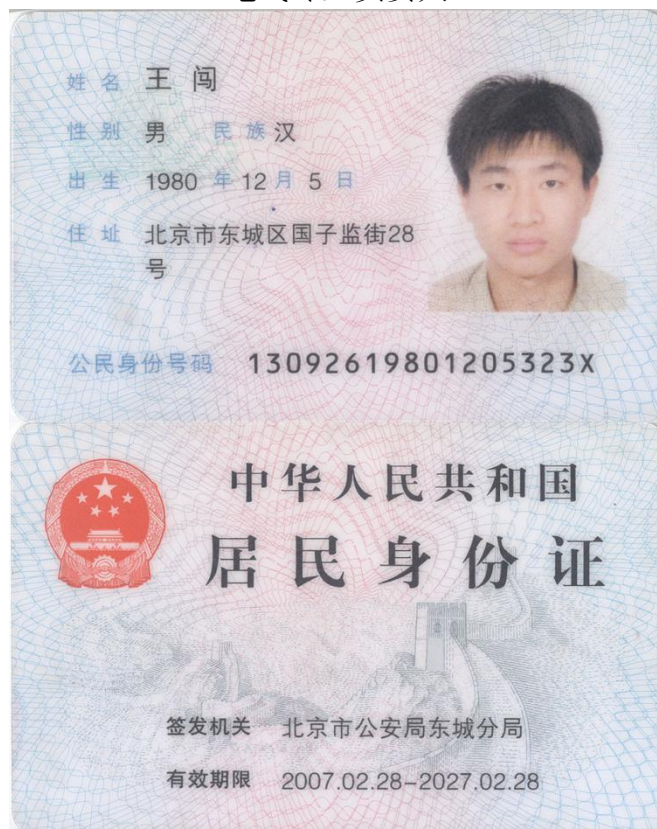 姓名 王闯
性别 男 民族 汉
出生 1980 年 12 月 5 日
住址 北京市东城区国子监街28
号
公民身份号码 13092619801205323X
中华人民共和国
居民身份证
签发机关 北京市公安局东城分局
有效期限 2007.02.28-2027.02.28